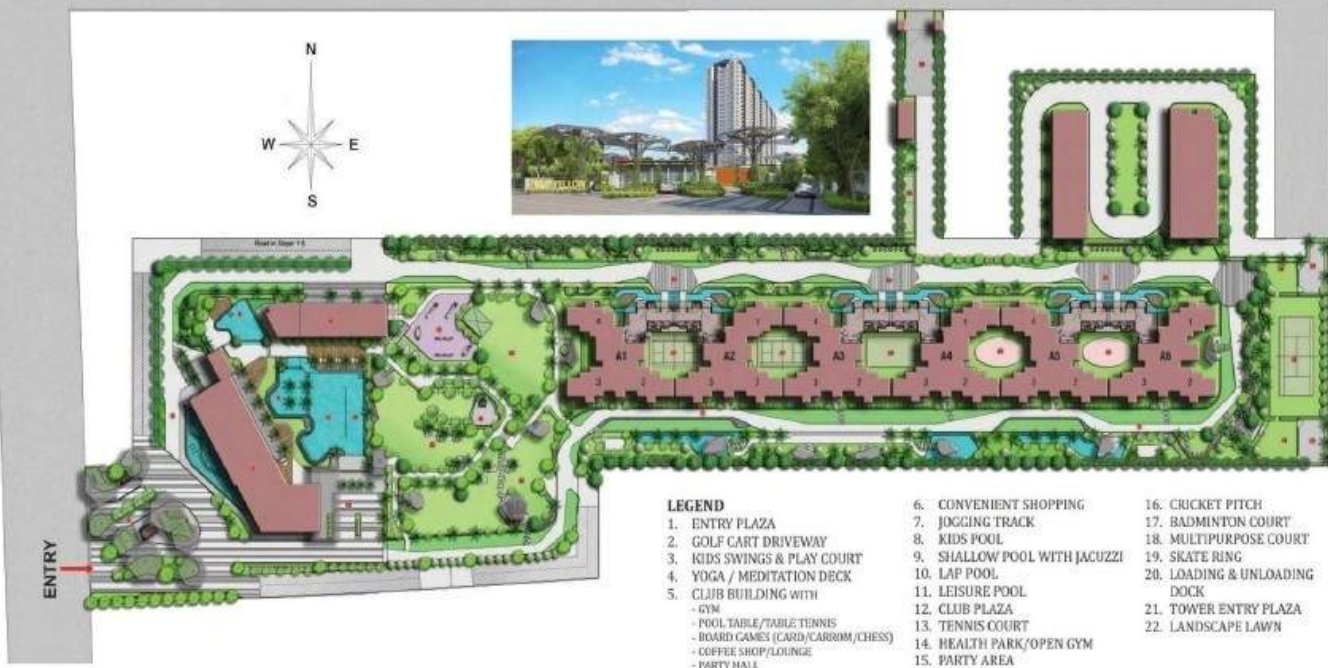 N
W E
S
ENTRY
A1 A2 A3 A4 A5 A6
LEGEND
1. ENTRY PLAZA
2. GOLF CART DRIVEWAY
3. KIDS SWINGS & PLAY COURT
4. YOGA / MEDITATION DECK
5. CLUB BUILDING WITH
- GYM
- POOL TABLE/TABLE TENNIS
- BOARD GAMES (CARD/CARROM/CHESS)
- COFFEE SHOP/LOUNGE
- PARTY HALL
6. CONVENIENT SHOPPING
7. JOGGING TRACK
8. KIDS POOL
9. SHALLOW POOL WITH JACUZZI
10. LAP POOL
11. LEISURE POOL
12. CLUB PLAZA
13. TENNIS COURT
14. HEALTH PARK/OPEN GYM
15. PARTY AREA
16. CRICKET PITCH
17. BADMINTON COURT
18. MULTIPURPOSE COURT
19. SKATE RING
20. LOADING & UNLOADING
DOCK
21. TOWER ENTRY PLAZA
22. LANDSCAPE LAWN